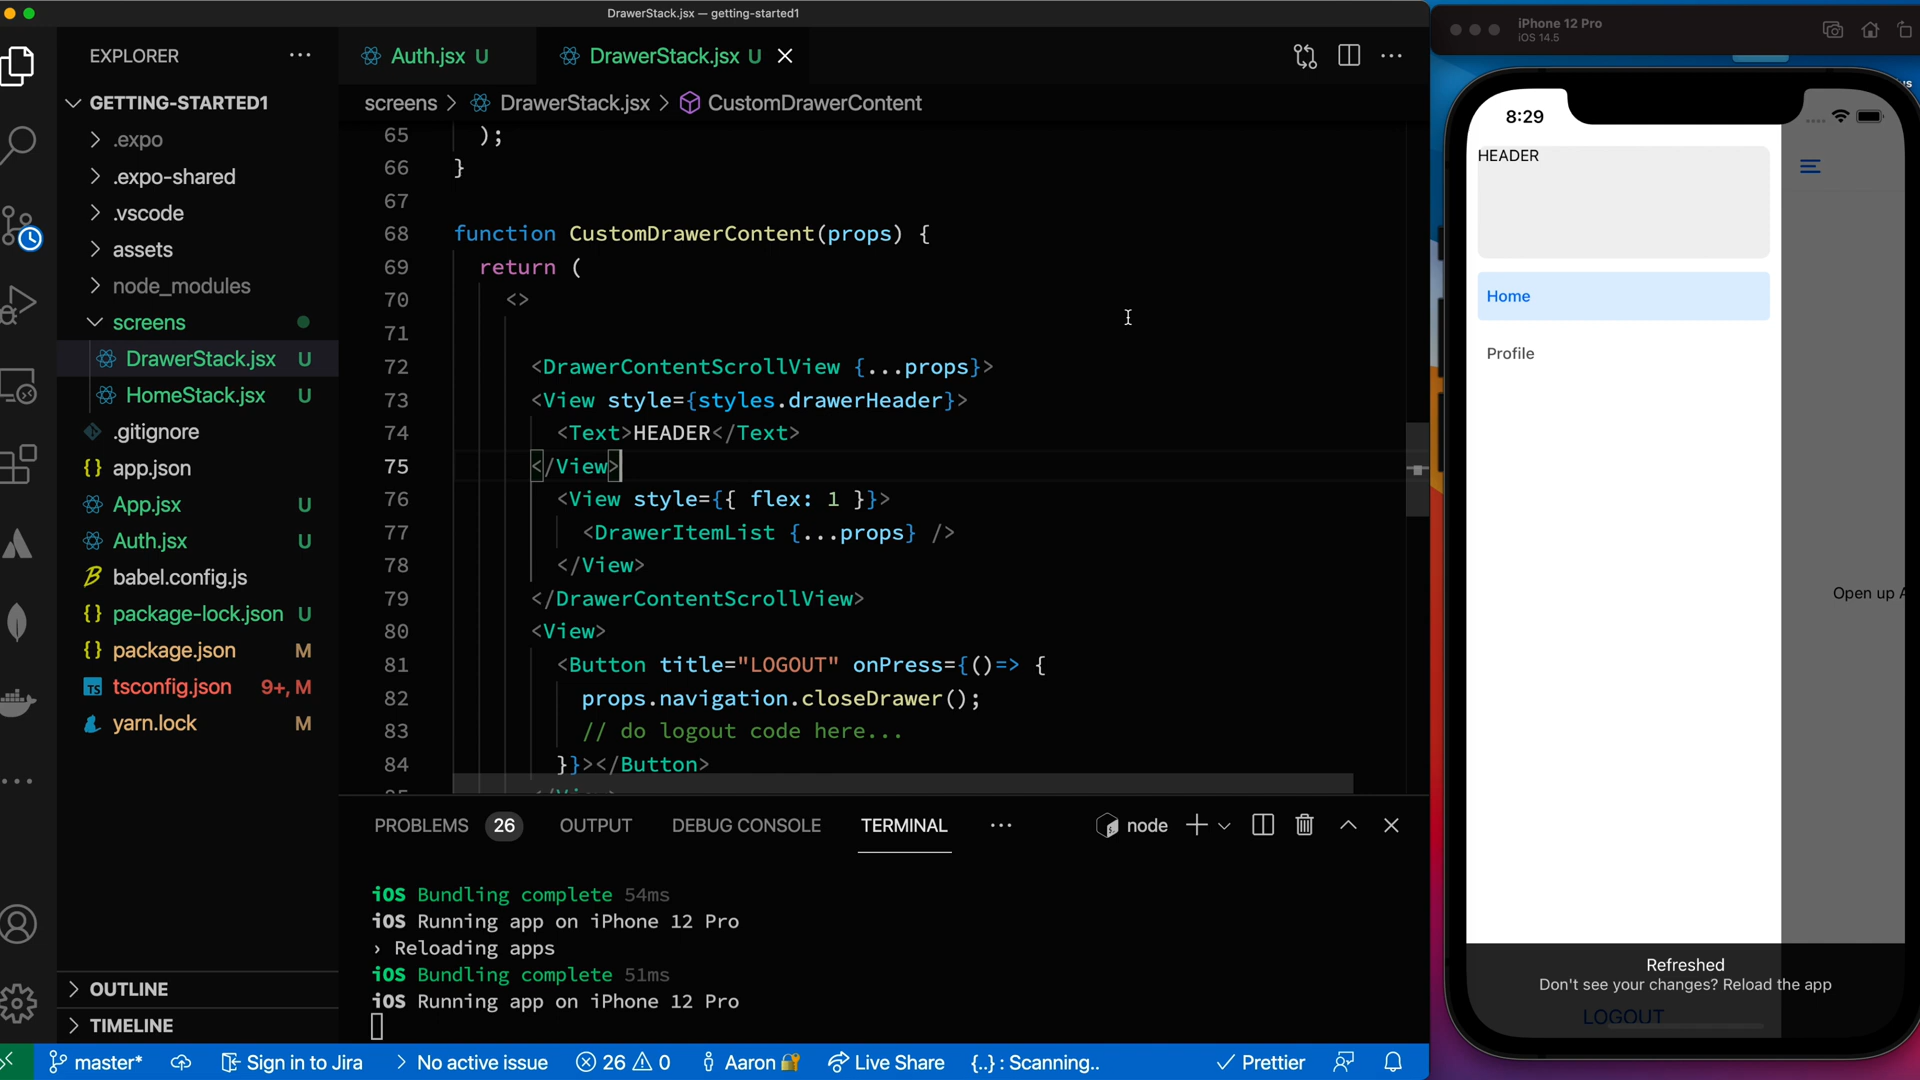 DrawerStack.jsx — getting-started1
EXPLORER
GETTING-STARTED1
.expo
.expo-shared
.vscode
assets
node_modules
screens
DrawerStack.jsx U
HomeStack.jsx U
.gitignore
{} app.json
App.jsx U
Auth.jsx U
babel.config.js
{} package-lock.json U
{} package.json M
TS tsconfig.json 9+, M
yarn.lock M
OUTLINE
TIMELINE
Auth.jsx U
DrawerStack.jsx U
screens > DrawerStack.jsx > CustomDrawerContent
65 );
66 }
67
68 function CustomDrawerContent(props) {
69 return (
70 <>
71
72 <DrawerContentScrollView {...props}>
73 <View style={styles.drawerHeader}>
74 <Text>HEADER</Text>
75 </View>
76 <View style={{ flex: 1 }}>
77 <DrawerItemList {...props} />
78 </View>
79 </DrawerContentScrollView>
80 <View>
81 <Button title="LOGOUT" onPress={()=> {
82 props.navigation.closeDrawer();
83 // do logout code here...
84 }}></Button>
PROBLEMS 26 OUTPUT DEBUG CONSOLE TERMINAL
node
iOS Bundling complete 54ms
iOS Running app on iPhone 12 Pro
› Reloading apps
iOS Bundling complete 51ms
iOS Running app on iPhone 12 Pro
master* Sign in to Jira No active issue 26 0 Aaron Live Share {..} : Scanning.. Prettier
iPhone 12 Pro
iOS 14.5
8:29
HEADER
Home
Profile
Open up A
Refreshed
Don't see your changes? Reload the app
LOGOUT